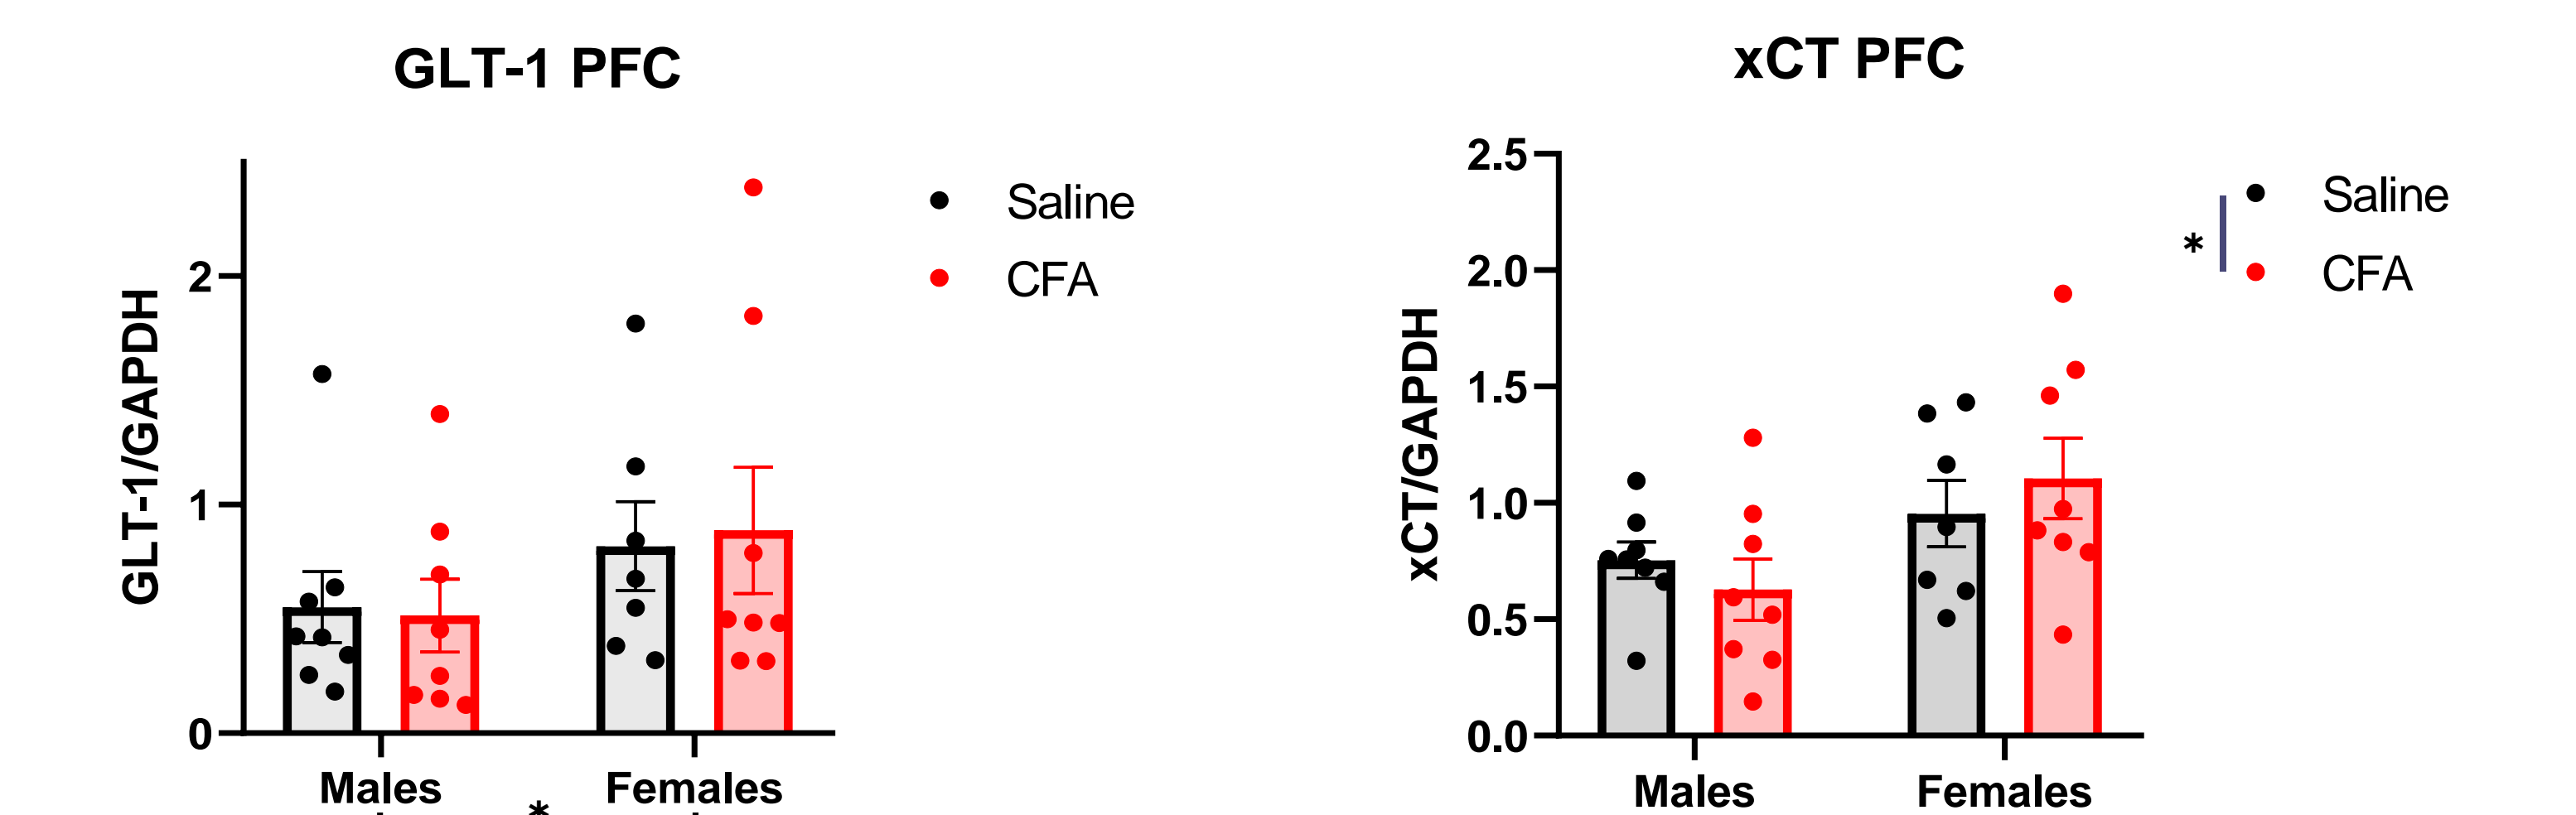 GLT-1 PFC
GLT-1/GAPDH
2
1
0
Saline
CFA
Males
Females
*
xCT PFC
xCT/GAPDH
2.5
2.0
1.5
1.0
0.5
0.0
*
Saline
CFA
Males
Females